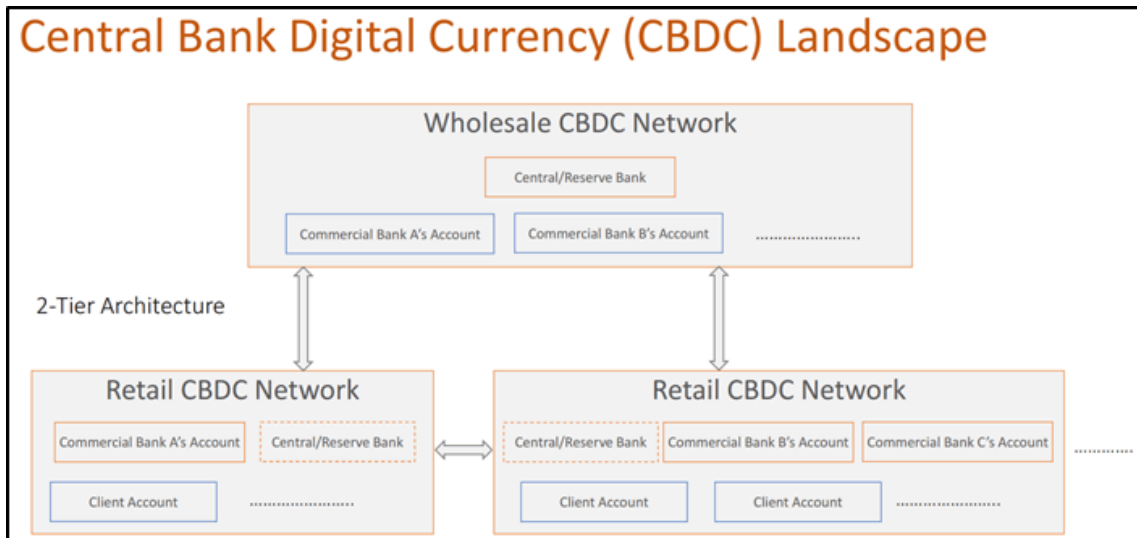 Central Bank Digital Currency (CBDC) Landscape
Wholesale CBDC Network
Central/Reserve Bank
Commercial Bank A's Account
Commercial Bank B's Account
........................
2-Tier Architecture
Retail CBDC Network
Commercial Bank A's Account
Central/Reserve Bank
Client Account
........................
Retail CBDC Network
Central/Reserve Bank
Commercial Bank B's Account
Commercial Bank C's Account
Client Account
Client Account
........................
.............